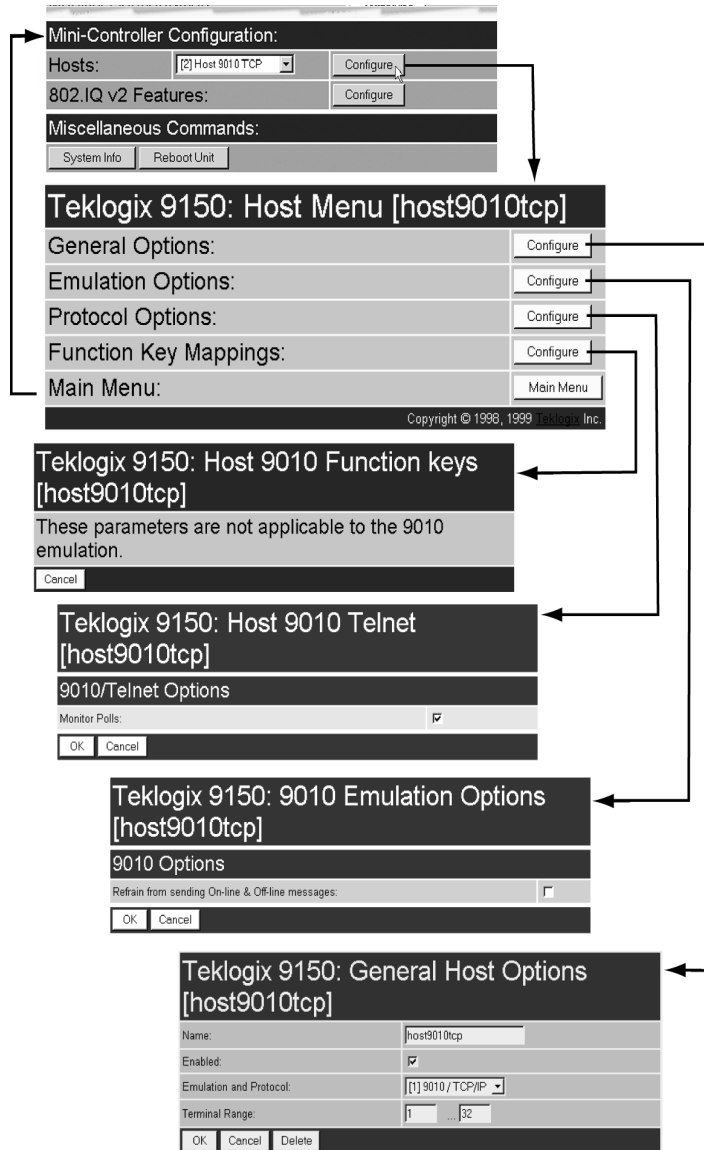 Mini-Controller Configuration:
Hosts: [2] Host 9010 TCP Configure
802.IQ v2 Features: Configure
Miscellaneous Commands:
System Info Reboot Unit
Teklogix 9150: Host Menu [host9010tcp]
General Options: Configure
Emulation Options: Configure
Protocol Options: Configure
Function Key Mappings: Configure
Main Menu: Main Menu
Copyright © 1998, 1999 Teklogix Inc.
Teklogix 9150: Host 9010 Function keys
[host9010tcp]
These parameters are not applicable to the 9010
emulation.
Cancel
Teklogix 9150: Host 9010 Telnet
[host9010tcp]
9010/Telnet Options
Monitor Polls:
OK Cancel
Teklogix 9150: 9010 Emulation Options
[host9010tcp]
9010 Options
Refrain from sending On-line & Off-line messages:
OK Cancel
Teklogix 9150: General Host Options
[host9010tcp]
Name: host9010tcp
Enabled:
Emulation and Protocol: [1] 9010 / TCP/IP
Terminal Range: 1 ... 32
OK Cancel Delete